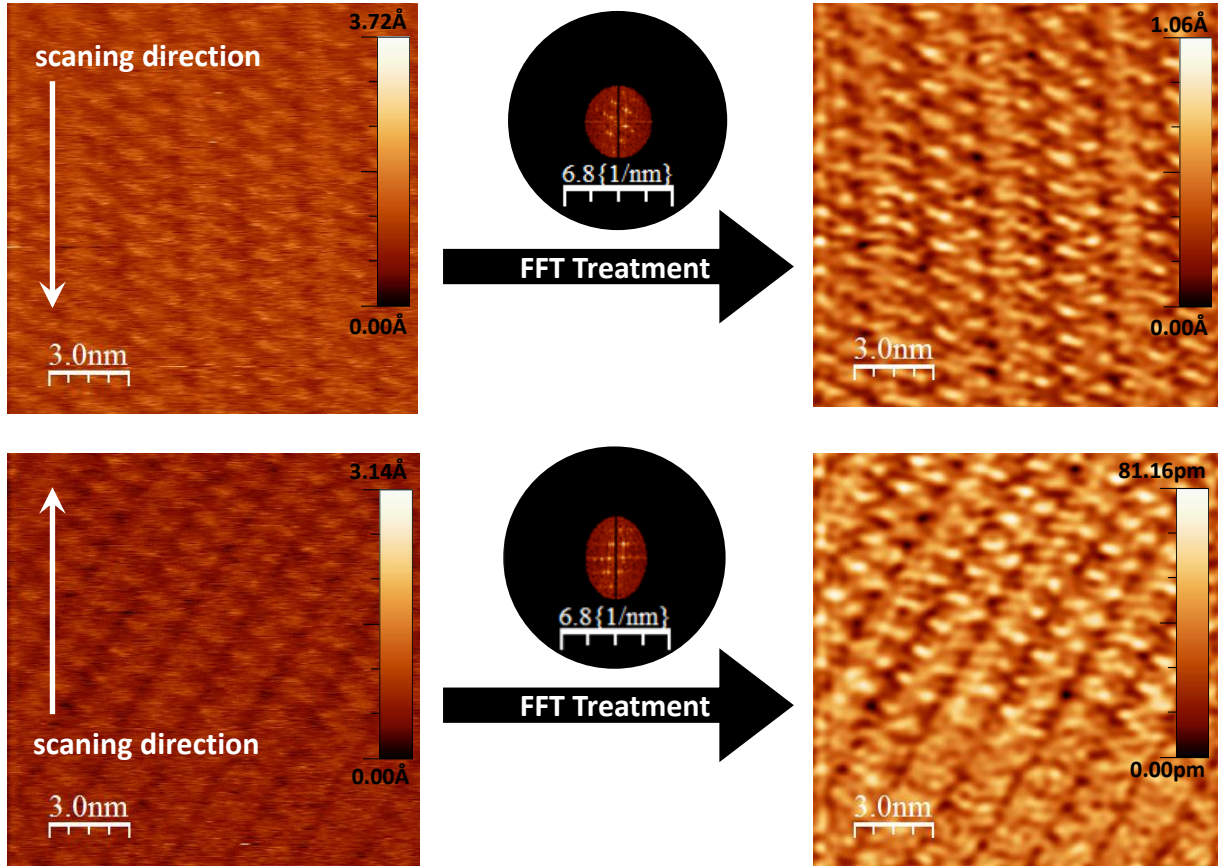 3.72Å
scaning direction
0.00Å
3.0nm
6.8{1/nm}
FFT Treatment
1.06Å
0.00Å
3.0nm
3.14Å
scaning direction
0.00Å
3.0nm
6.8{1/nm}
FFT Treatment
81.16pm
0.00pm
3.0nm